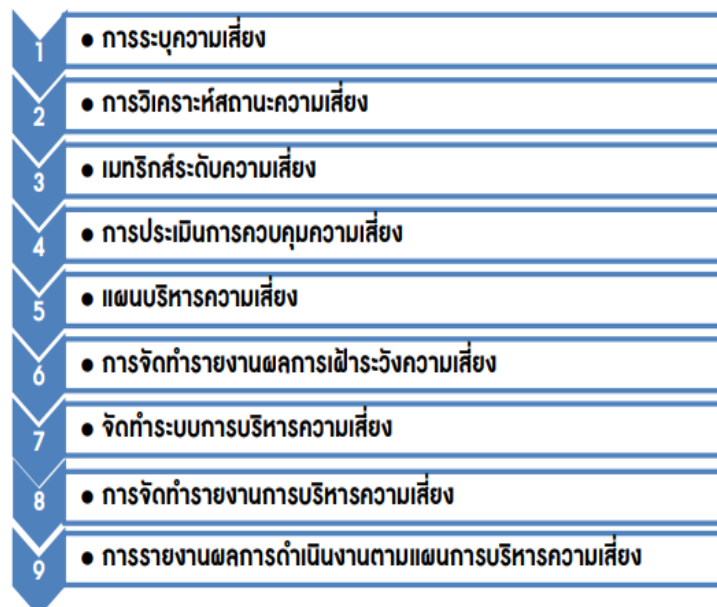 1 ● การระบุความเสี่ยง
2 ● การวิเคราะห์สถานะความเสี่ยง
3 ● เมทริกส์ระดับความเสี่ยง
4 ● การประเมินการควบคุมความเสี่ยง
5 ● แผนบริหารความเสี่ยง
6 ● การจัดทำรายงานผลการเฝ้าระวังความเสี่ยง
7 ● จัดทำระบบการบริหารความเสี่ยง
8 ● การจัดทำรายงานการบริหารความเสี่ยง
9 ● การรายงานผลการดำเนินงานตามแผนการบริหารความเสี่ยง